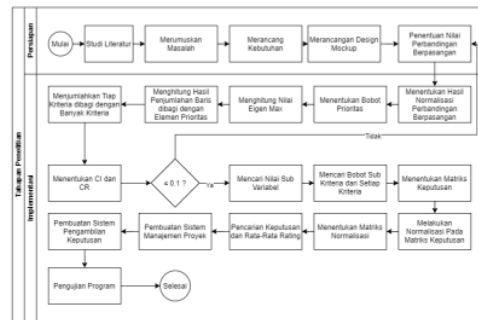 Tahapan Penelitian
Persiapan
Mulai
Studi Literatur
Merumuskan
Masalah
Merancang
Kebutuhan
Merancangan Design
Mockup
Penentuan Nilai
Perbandingan
Berpasangan
Implementasi
Menjumlahkan Tiap
Kriteria dibagi dengan
Banyak Kriteria
Menghitung Hasil
Penjumlahan Baris
dibagi dengan
Elemen Prioritas
Menghitung Nilai
Eigen Max
Menentukan Bobot
Prioritas
Menentukan Hasil
Normalisasi
Perbandingan
Berpasangan
Tidak
Menentukan CI dan
CR
≤ 0.1 ?
Ya
Mencari Nilai Sub
Variabel
Mencari Bobot Sub
Kriteria dari Setiap
Kriteria
Menentukan Matriks
Keputusan
Pembuatan Sistem
Pengambilan
Keputusan
Pembuatan Sistem
Manajemen Proyek
Pencarian Keputusan
dan Rata-Rata Rating
Menentukan Matriks
Normalisasi
Melakukan
Normalisasi Pada
Matriks Keputusan
Pengujian Program
Selesai